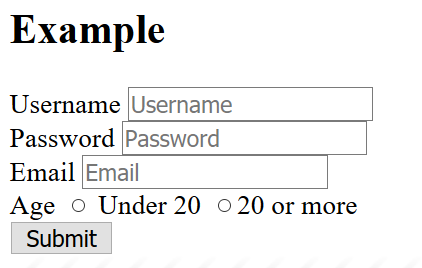 Example
Username Username
Password Password
Email Email
Age Under 20 20 or more
Submit